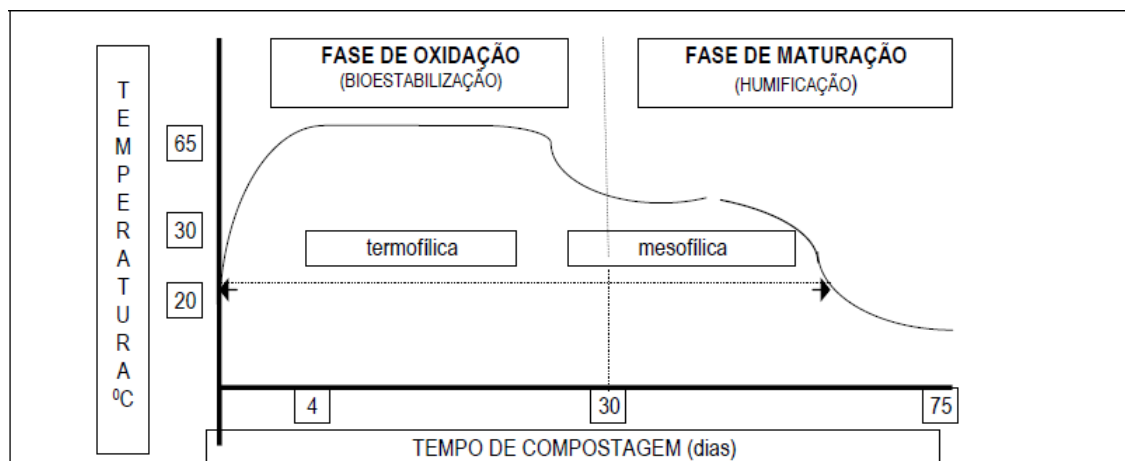 FASE DE OXIDAÇÃO
(BIOESTABILIZAÇÃO)
FASE DE MATURAÇÃO
(HUMIFICAÇÃO)
T
E
M
P
E
R
A
T
U
R
A
⁰C
65
30
20
termofílica
mesofílica
4
30
75
TEMPO DE COMPOSTAGEM (dias)